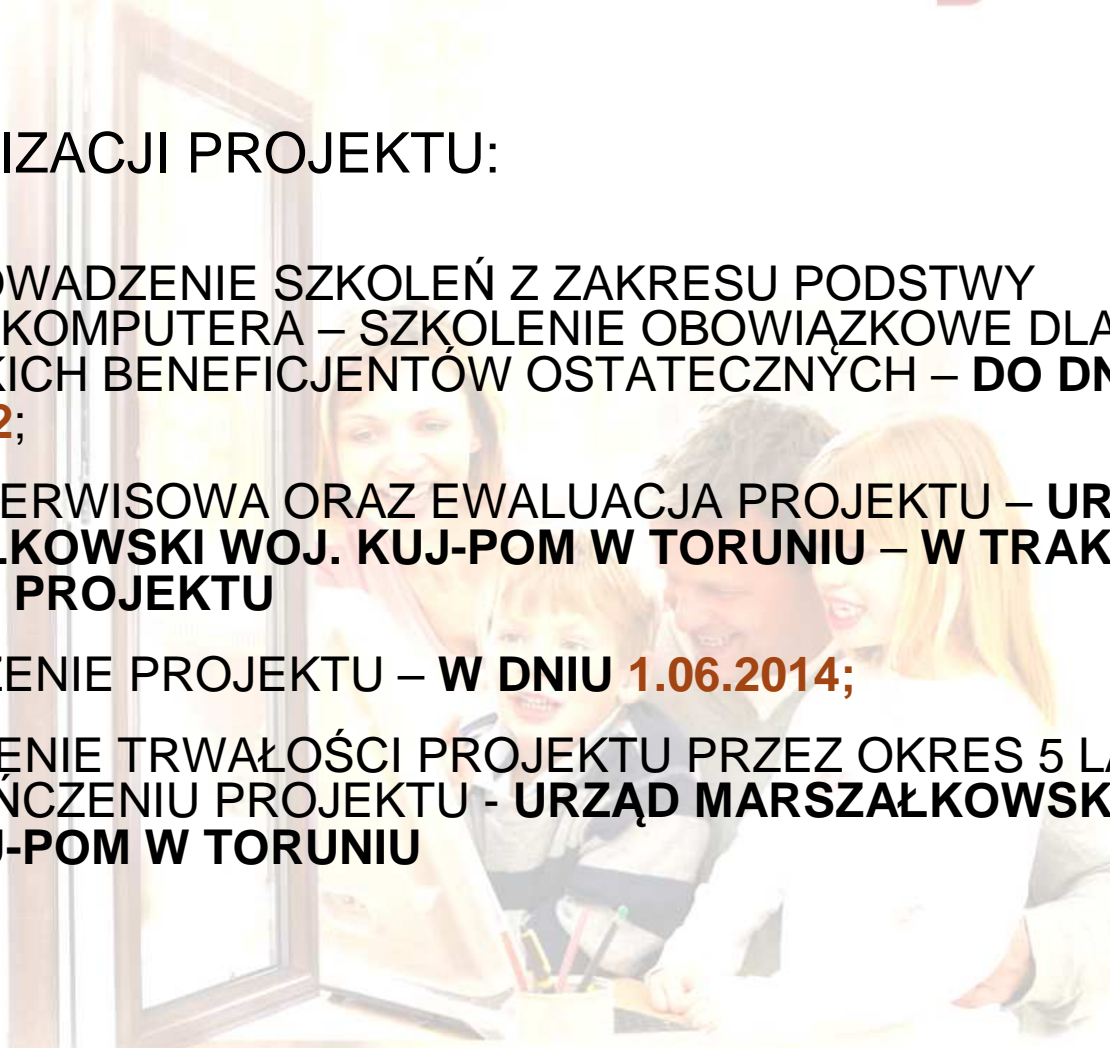 IZACJI PROJEKTU:
OWADZENIE SZKOLEŃ Z ZAKRESU PODSTWY
KOMPUTERA – SZKOLENIE OBOWIĄZKOWE DLA
KICH BENEFICJENTÓW OSTATECZNYCH – DO DN
2;
ERWISOWA ORAZ EWALUACJA PROJEKTU – UR
ŁKOWSKI WOJ. KUJ-POM W TORUNIU – W TRAK
PROJEKTU
ZENIE PROJEKTU – W DNIU 1.06.2014;
ENIE TRWAŁOŚCI PROJEKTU PRZEZ OKRES 5 LA
ŃCZENIU PROJEKTU - URZĄD MARSZAŁKOWSK
J-POM W TORUNIU